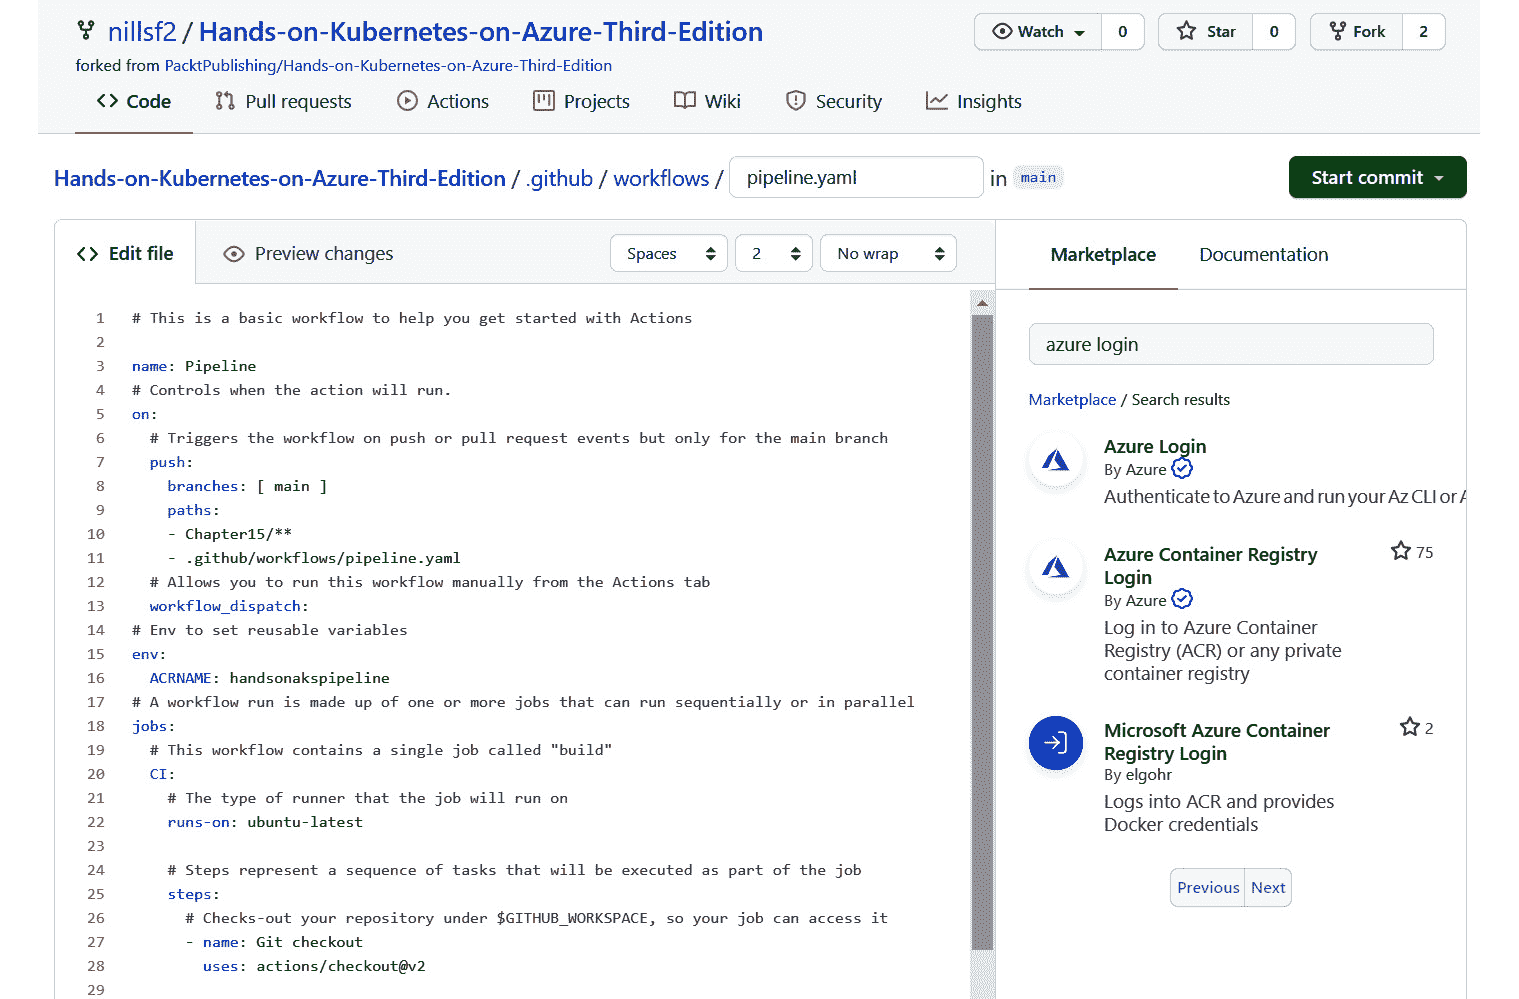 nillsf2 / Hands-on-Kubernetes-on-Azure-Third-Edition
Watch 0 Star 0 Fork 2
forked from PacktPublishing/Hands-on-Kubernetes-on-Azure-Third-Edition
Code Pull requests Actions Projects Wiki Security Insights
Hands-on-Kubernetes-on-Azure-Third-Edition / .github / workflows / pipeline.yaml in main
Start commit
Edit file Preview changes Spaces 2 No wrap
1 # This is a basic workflow to help you get started with Actions
2
3 name: Pipeline
4 # Controls when the action will run.
5 on:
6   # Triggers the workflow on push or pull request events but only for the main branch
7   push:
8     branches: [ main ]
9     paths:
10     - Chapter15/**
11     - .github/workflows/pipeline.yaml
12   # Allows you to run this workflow manually from the Actions tab
13   workflow_dispatch:
14 # Env to set reusable variables
15 env:
16   ACRNAME: handsonakspipeline
17 # A workflow run is made up of one or more jobs that can run sequentially or in parallel
18 jobs:
19   # This workflow contains a single job called "build"
20   CI:
21     # The type of runner that the job will run on
22     runs-on: ubuntu-latest
23
24     # Steps represent a sequence of tasks that will be executed as part of the job
25     steps:
26       # Checks-out your repository under $GITHUB_WORKSPACE, so your job can access it
27       - name: Git checkout
28         uses: actions/checkout@v2
29
Marketplace Documentation
azure login
Marketplace / Search results
Azure Login
By Azure
Authenticate to Azure and run your Az CLI or
Azure Container Registry
Login
75
By Azure
Log in to Azure Container
Registry (ACR) or any private
container registry
Microsoft Azure Container
Registry Login
2
By elgohr
Logs into ACR and provides
Docker credentials
Previous Next